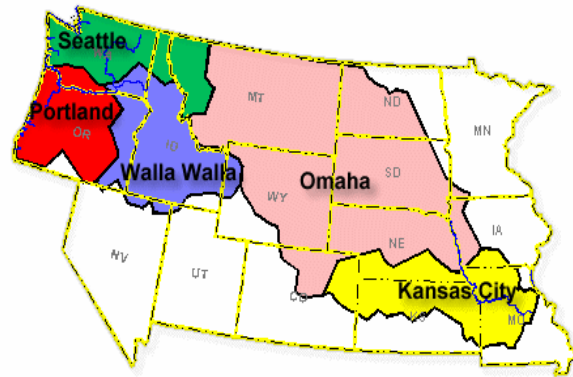 Seattle
MT
ND
MN
Portland
OR
ID
Walla Walla
Omaha
SD
WY
IA
NE
NV
UT
CO
Kansas City
KS
MO